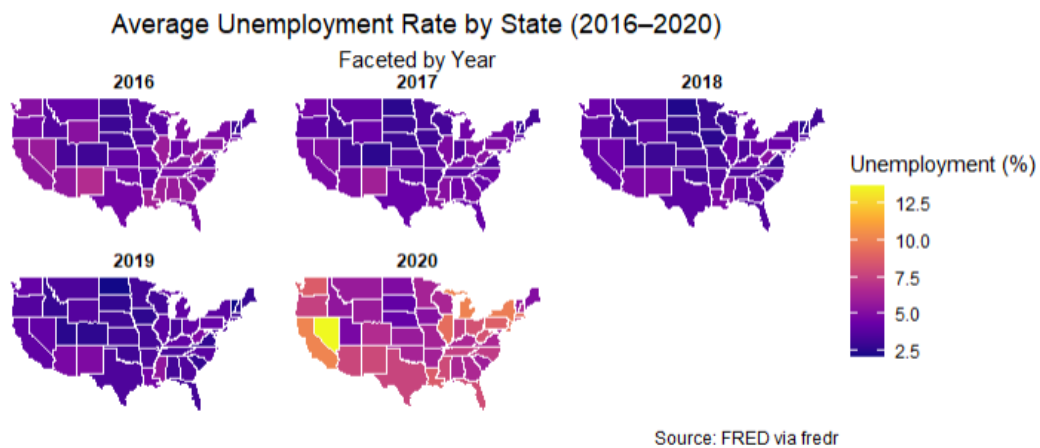 Average Unemployment Rate by State (2016–2020)
Faceted by Year
2016
2017
2018
Unemployment (%)
12.5
10.0
7.5
5.0
2.5
2019
2020
Source: FRED via fredr